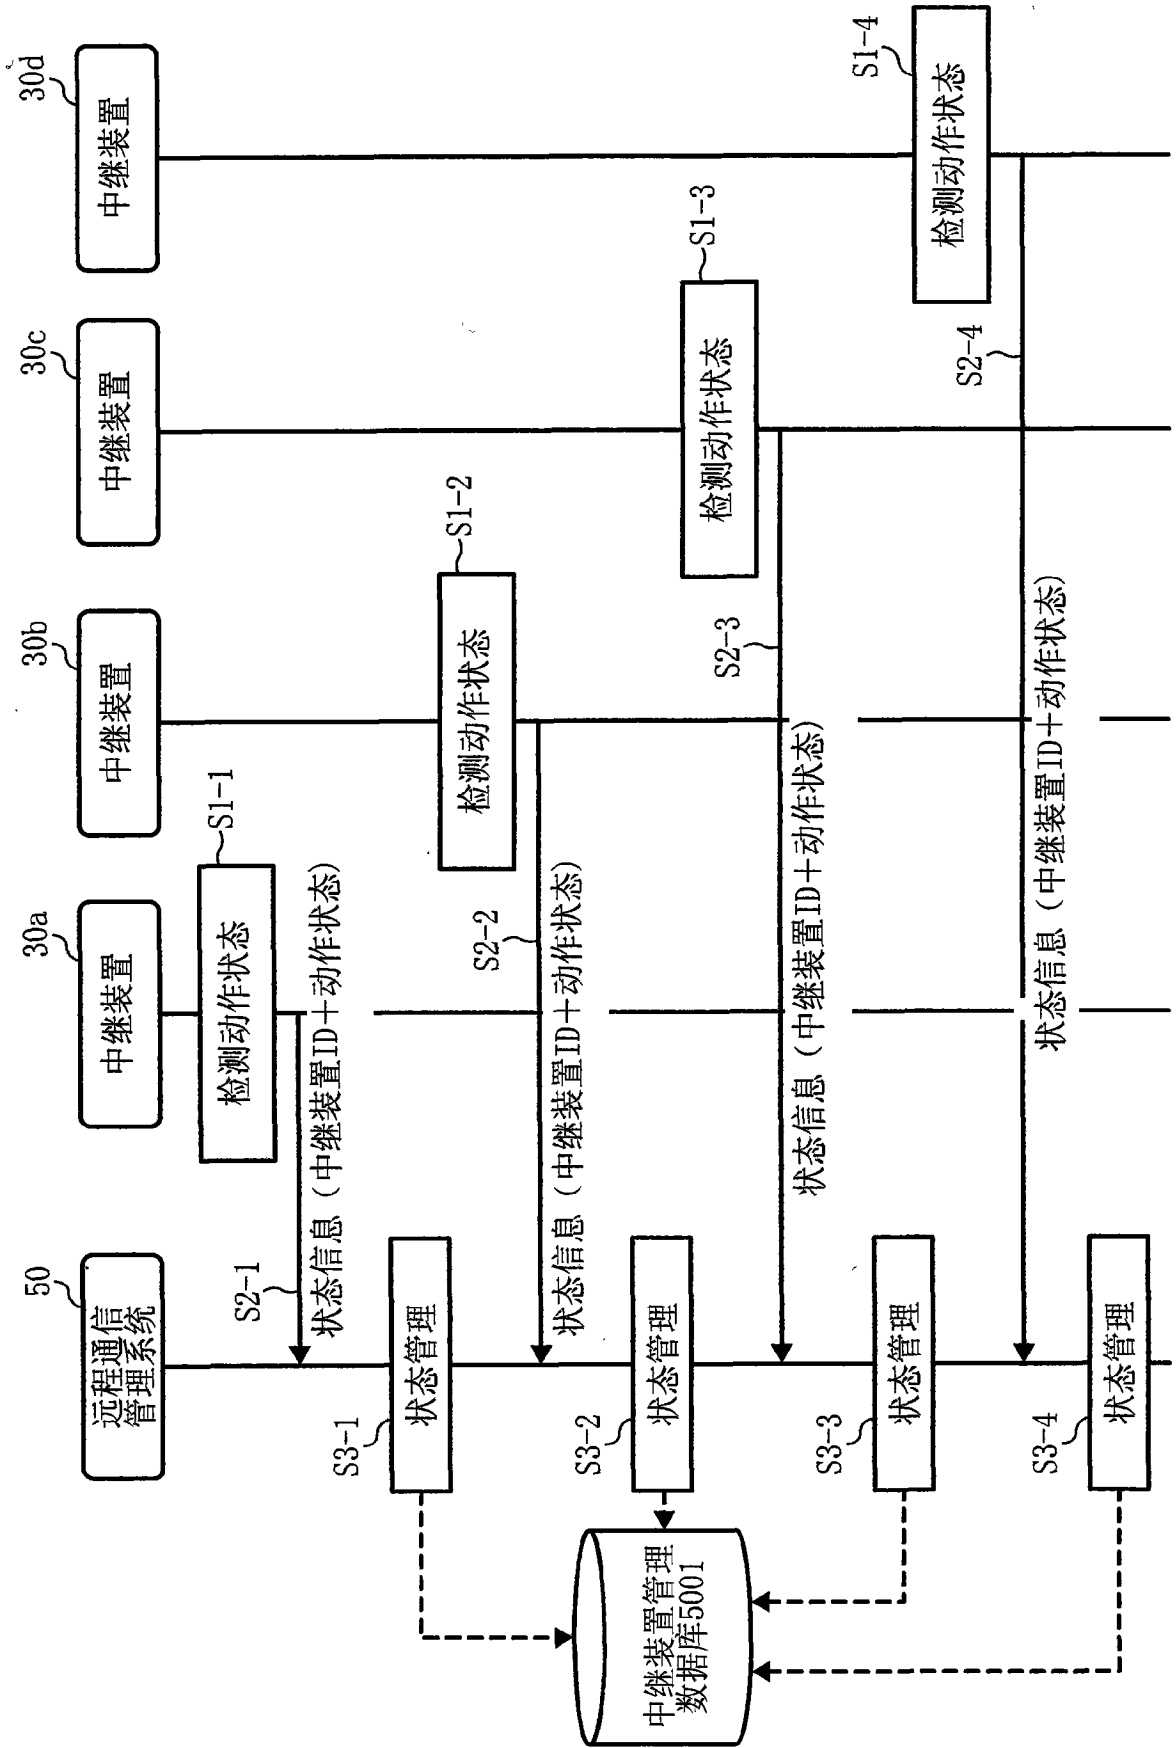 50
远程通信
管理系统
30a
中继装置
30b
中继装置
30c
中继装置
30d
中继装置
S1-1
检测动作状态
S2-1
状态信息（中继装置ID＋动作状态）
S3-1
状态管理
S1-2
检测动作状态
S2-2
状态信息（中继装置ID＋动作状态）
S3-2
状态管理
中继装置管理
数据库5001
S1-3
检测动作状态
S2-3
状态信息（中继装置ID＋动作状态）
S3-3
状态管理
S1-4
检测动作状态
S2-4
状态信息（中继装置ID＋动作状态）
S3-4
状态管理